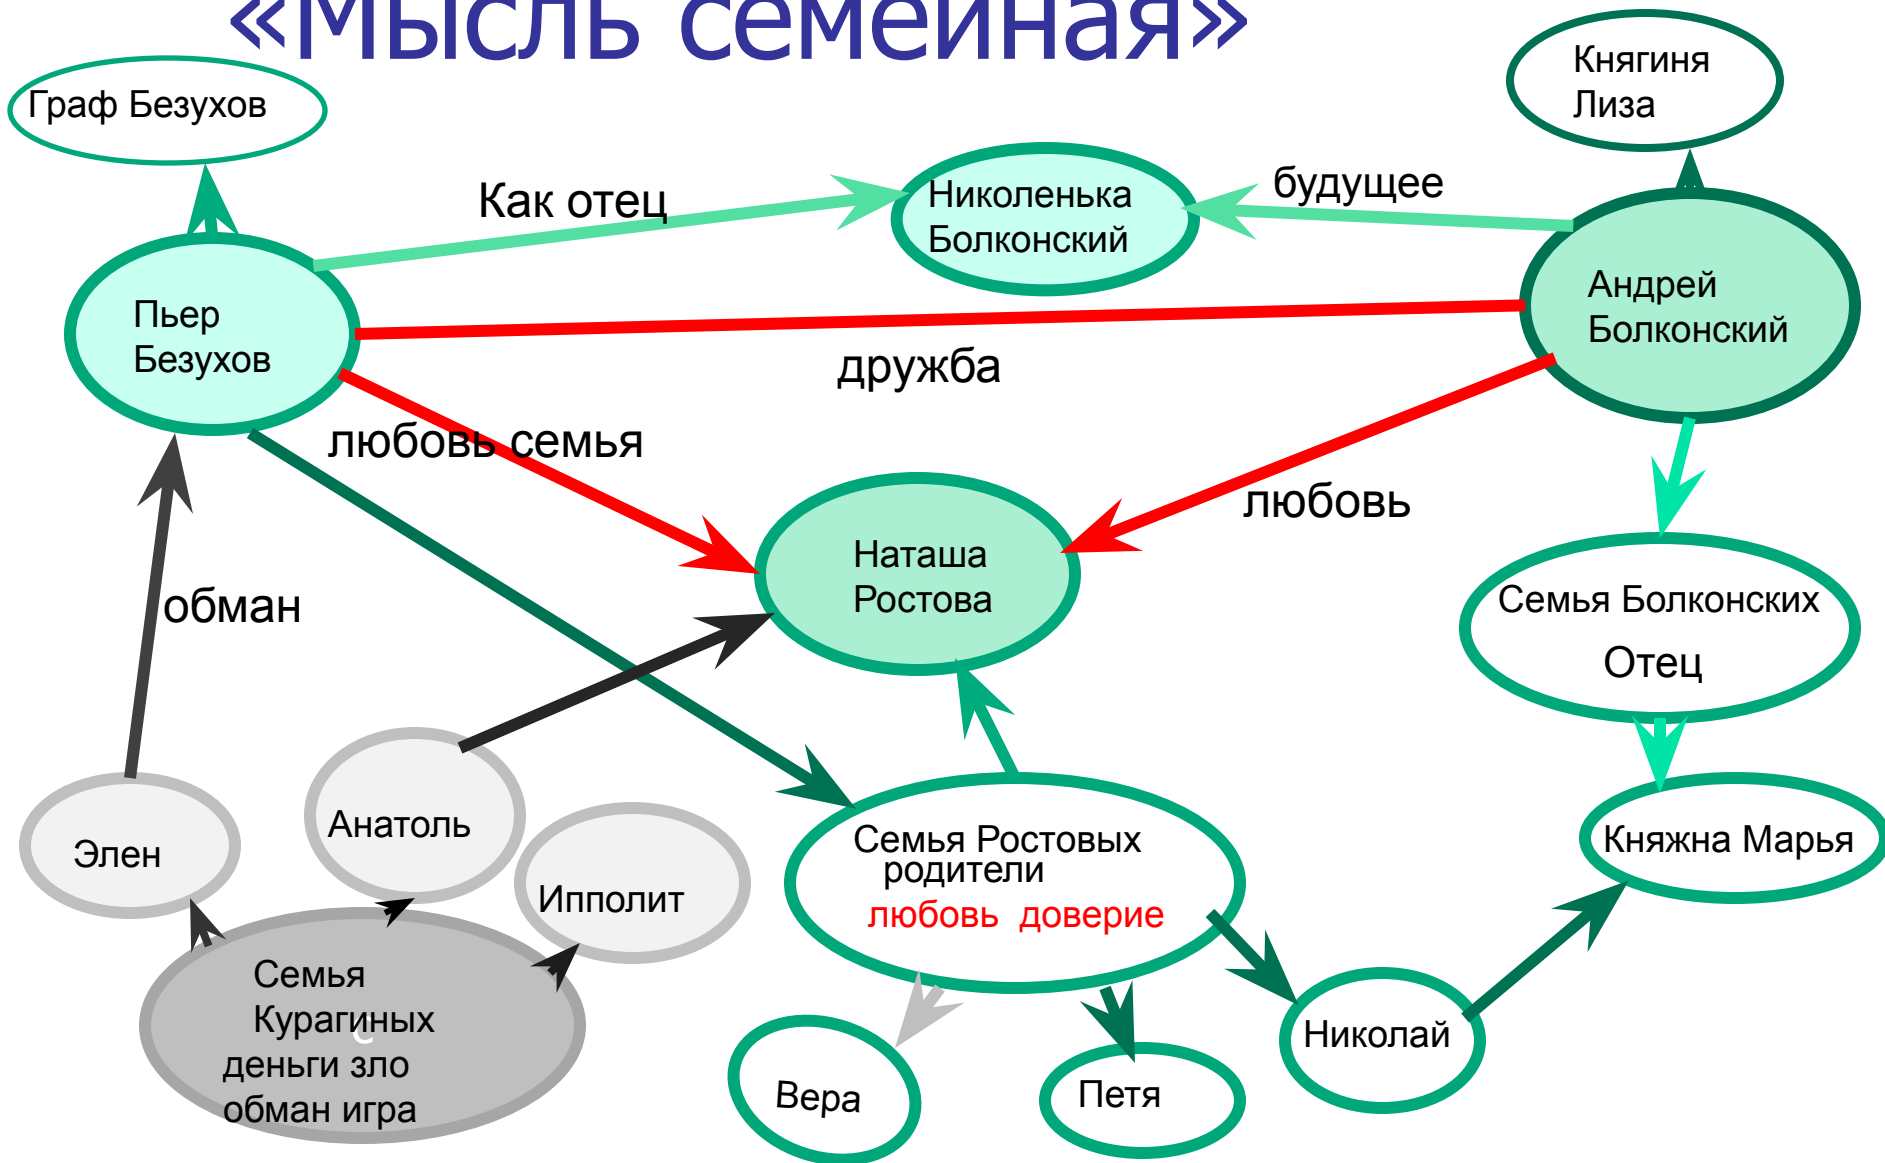 «Мысль семейная»
Граф Безухов
Княгиня
Лиза
Как отец
Николенька
Болконский
будущее
Пьер
Безухов
Андрей
Болконский
дружба
любовь семья
любовь
Наташа
Ростова
обман
Семья Болконских
Отец
Элен
Анатоль
Ипполит
Семья Ростовых
родители
любовь доверие
Княжна Марья
Семья
Курагиных
с
деньги зло
обман игра
Вера
Петя
Николай